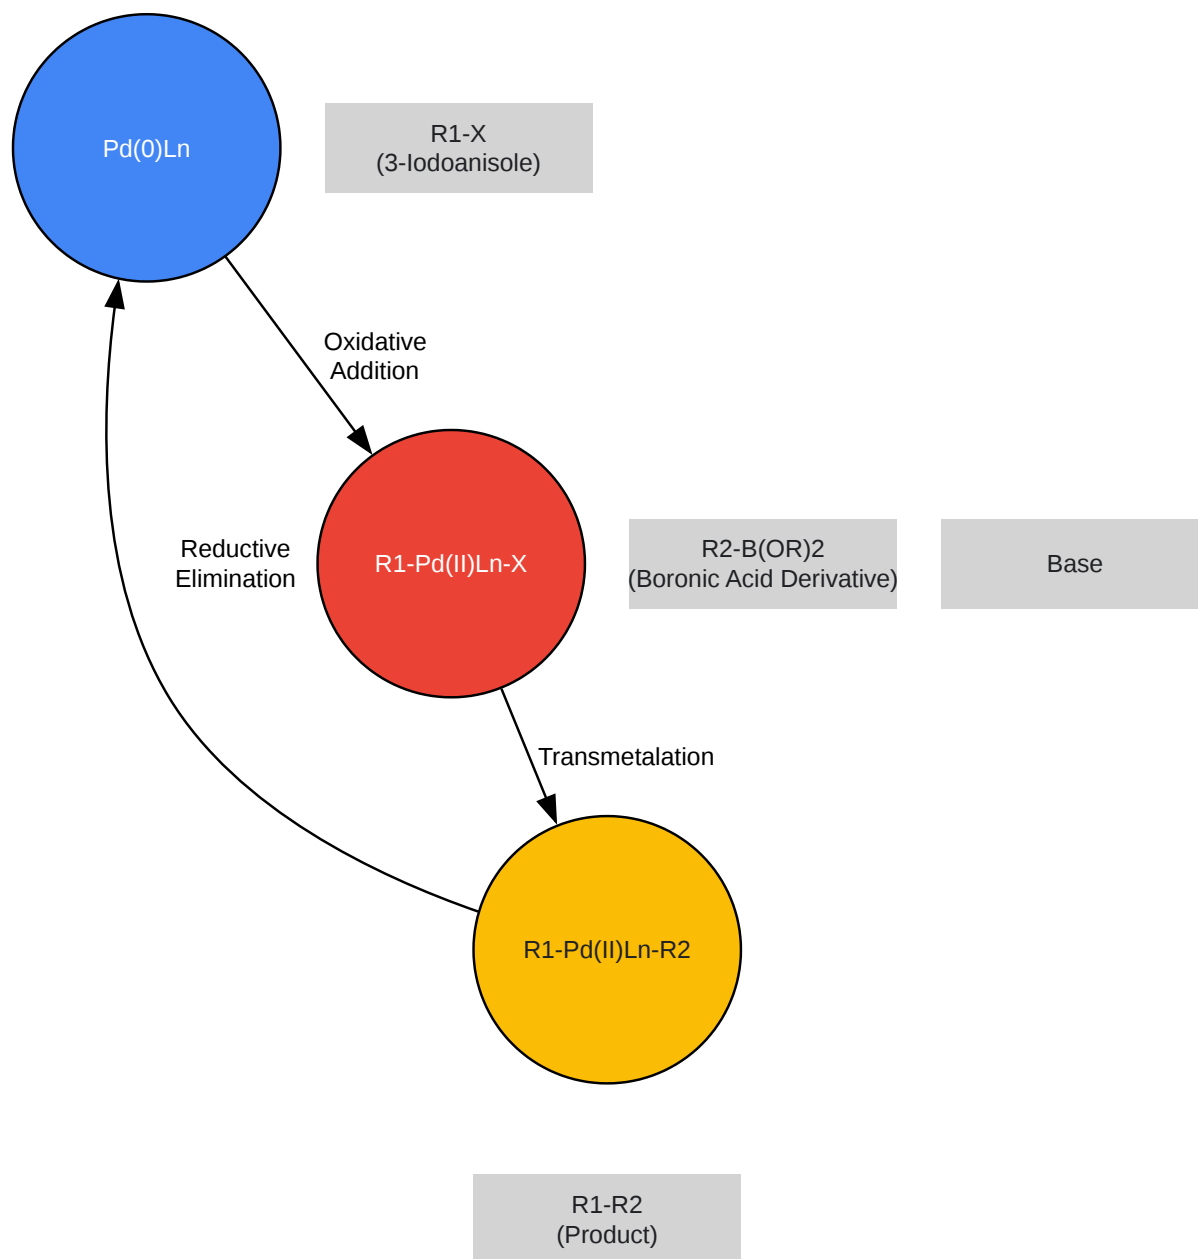 Pd(0)Ln
R1-X
(3-Iodoanisole)
Oxidative
Addition
Reductive
Elimination
R1-Pd(II)Ln-X
R2-B(OR)2
(Boronic Acid Derivative)
Base
Transmetalation
R1-Pd(II)Ln-R2
R1-R2
(Product)